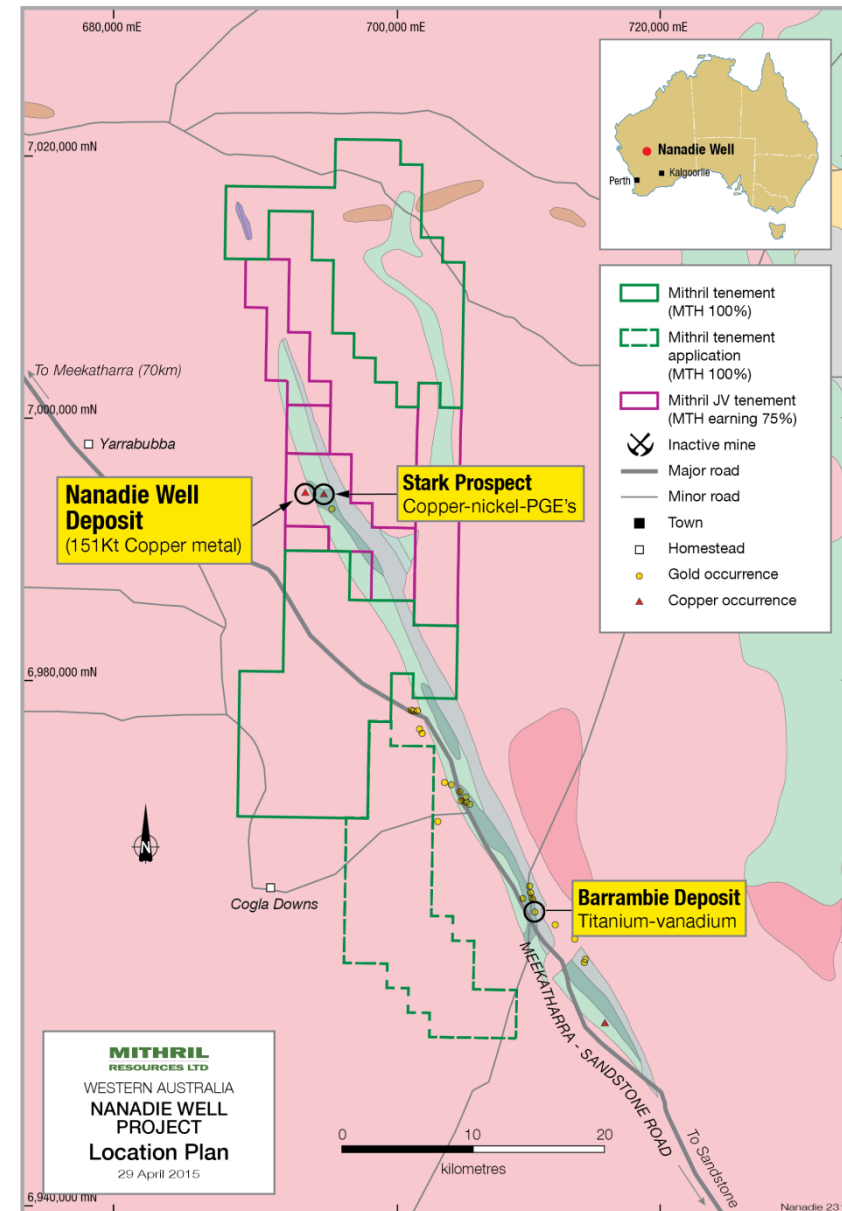 680,000 mE
700,000 mE
720,000 mE
7,020,000 mN
Nanadie Well
Perth
Kalgoorlie
Mithril tenement
(MTH 100%)
Mithril tenement
application
(MTH 100%)
Mithril JV tenement
(MTH earning 75%)
Inactive mine
Major road
Minor road
Town
Homestead
Gold occurrence
Copper occurrence
To Meekatharra (70km)
7,000,000 mN
Yarrabubba
Nanadie Well
Deposit
(151Kt Copper metal)
Stark Prospect
Copper-nickel-PGE's
6,980,000 mN
N
Cogla Downs
Barrambie Deposit
Titanium-vanadium
MEEKATHARRA - SANDSTONE ROAD
To Sandstone
MITHRIL
RESOURCES LTD
WESTERN AUSTRALIA
NANADIE WELL
PROJECT
Location Plan
29 April 2015
0 10 20
kilometres
6,940,000 mN
Nanadie 23